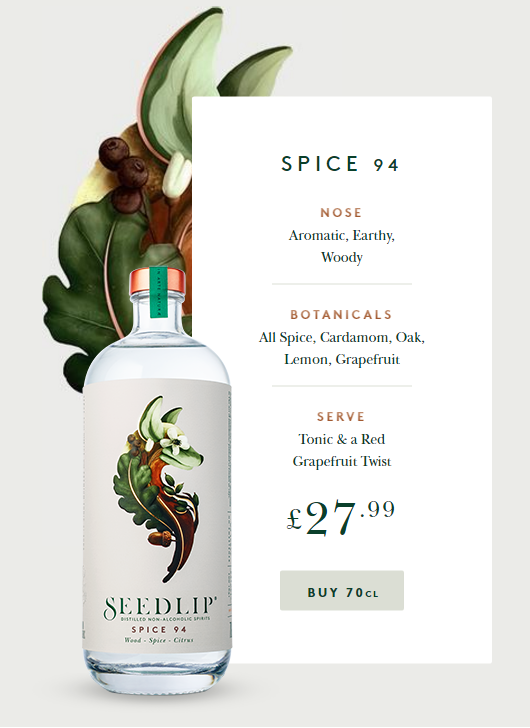 SPICE 94
NOSE
Aromatic, Earthy,
Woody
BOTANICALS
All Spice, Cardamom, Oak,
Lemon, Grapefruit
SERVE
Tonic & a Red
Grapefruit Twist
£27.99
BUY 70CL
SEEDLIP®
DISTILLED NON-ALCOHOLIC SPIRITS
SPICE 94
Wood - Spice - Citrus